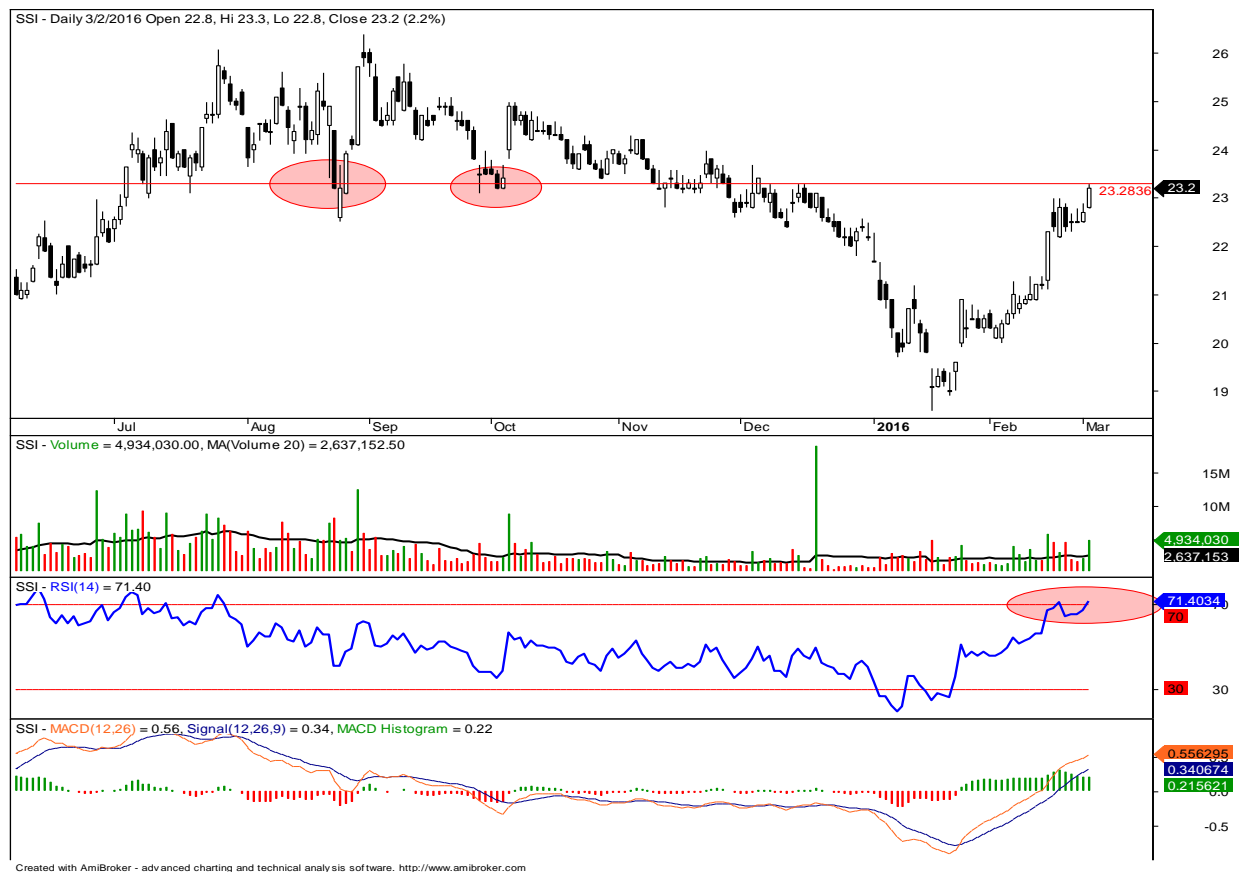 SSI - Daily 3/2/2016 Open 22.8, Hi 23.3, Lo 22.8, Close 23.2 (2.2%)
26
25
24
23.2836
23.2
23
22
21
20
19
Jul Aug Sep Oct Nov Dec 2016 Feb Mar
SSI - Volume = 4,934,030.00, MA(Volume 20) = 2,637,152.50
15M
10M
4,934,030
2,637,153
SSI - RSI(14) = 71.40
71.4034
70
30 30
SSI - MACD(12,26) = 0.56, Signal(12,26,9) = 0.34, MACD Histogram = 0.22
0.556295
0.340674
0.215621
-0.5
Created with AmiBroker - advanced charting and technical analysis software. http://www.amibroker.com